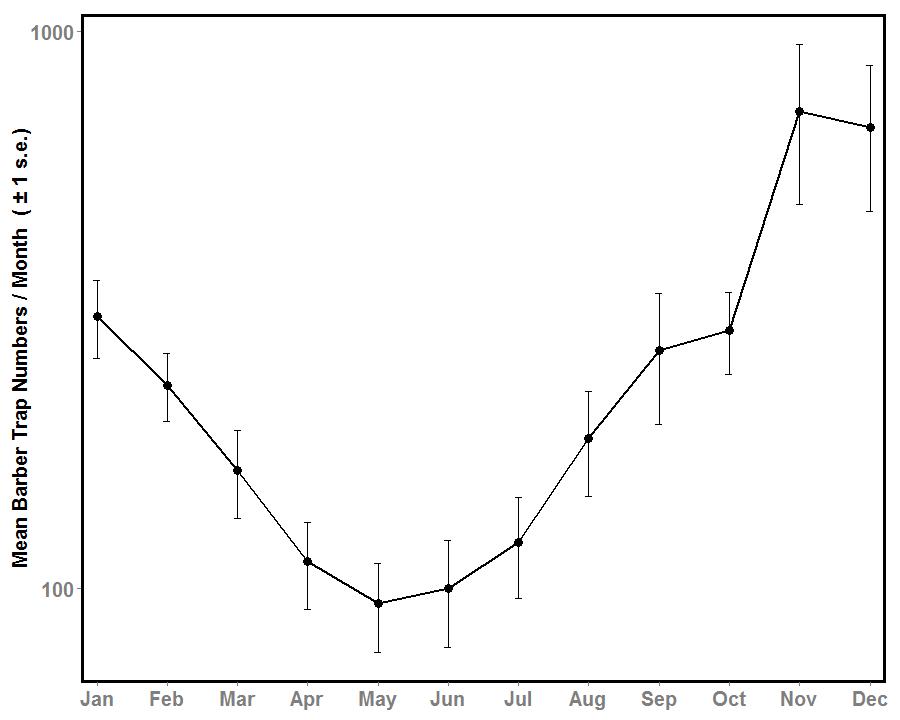 1000
Mean Barber Trap Numbers / Month ( ± 1 s.e.)
100
Jan Feb Mar Apr May Jun Jul Aug Sep Oct Nov Dec